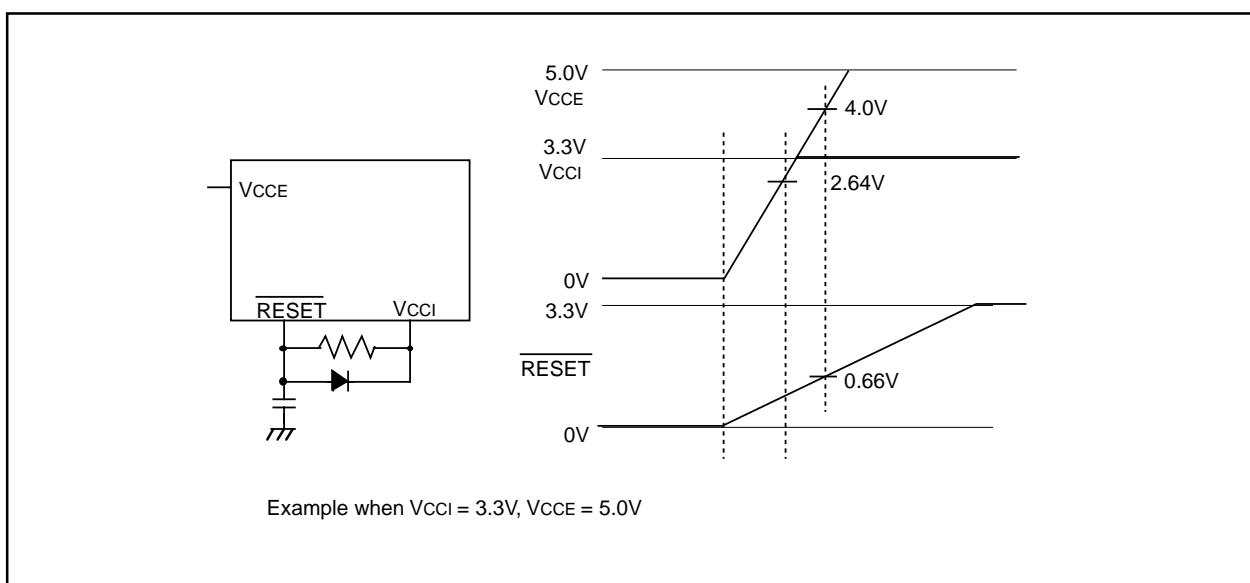 VCCE
RESET
VCCI
5.0V
VCCE
4.0V
3.3V
VCCI
2.64V
0V
3.3V
RESET
0.66V
0V
Example when VCCI = 3.3V, VCCE = 5.0V